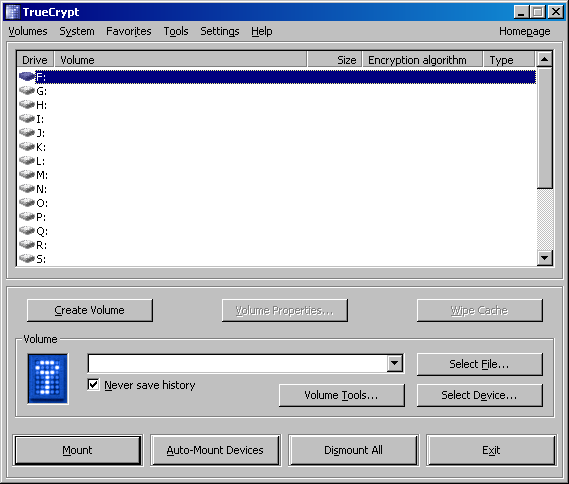 TrueCrypt
Volumes System Favorites Tools Settings Help Homepage
Drive Volume Size Encryption algorithm Type
F:
G:
H:
I:
J:
K:
L:
M:
N:
O:
P:
Q:
R:
S:
Create Volume Volume Properties... Wipe Cache
Volume
Select File...
Never save history
Volume Tools... Select Device...
Mount Auto-Mount Devices Dismount All Exit